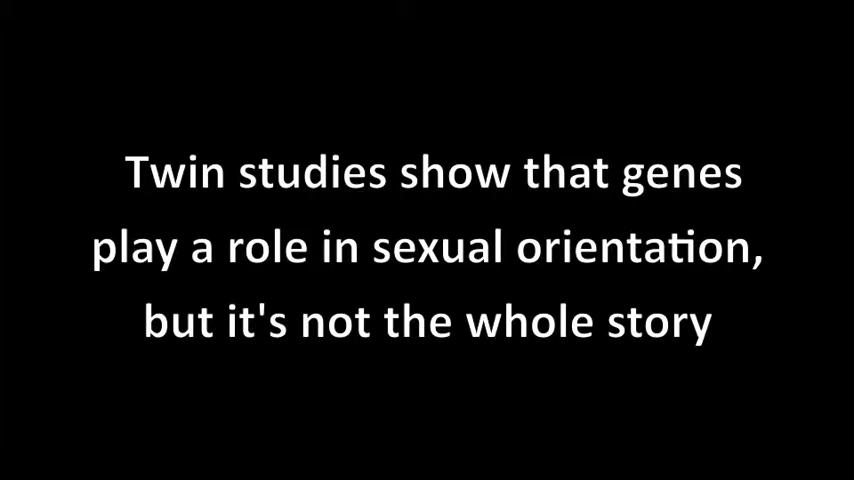 Twin studies show that genes
play a role in sexual orientation,
but it's not the whole story